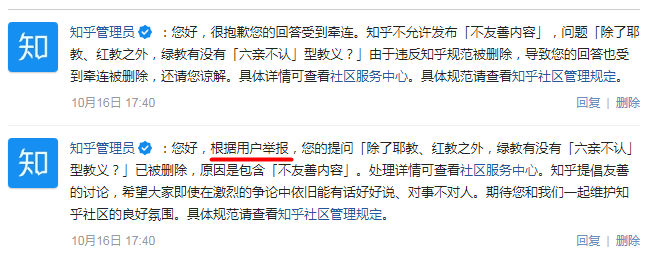 知
知乎管理员 ：您好，很抱歉您的回答受到牵连。知乎不允许发布「不友善内容」，问题「除了耶
教、红教之外，绿教有没有「六亲不认」型教义？」由于违反知乎规范被删除，导致您的回答也受
到牵连被删除，还请您谅解。具体详情可查看社区服务中心。具体规范请查看知乎社区管理规定。
10月16日 17:40 回复 | 删除
知
知乎管理员 ：您好，根据用户举报，您的提问「除了耶教、红教之外，绿教有没有「六亲不认」
型教义？」已被删除，原因是包含「不友善内容」。处理详情可查看社区服务中心。知乎提倡友善
的讨论，希望大家即使在激烈的争论中依旧能有话好好说、对事不对人。期待您和我们一起维护知
乎社区的良好氛围。具体规范请查看知乎社区管理规定。
10月16日 17:40 回复 | 删除